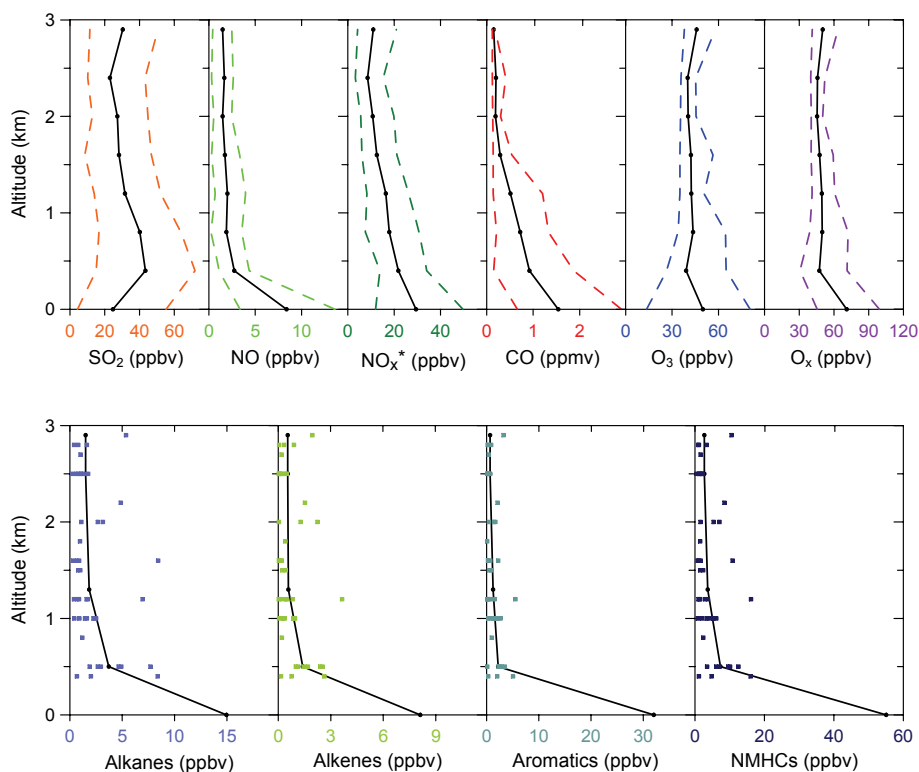 3
2
1
0
Altitude (km)
0 20 40 60
SO2 (ppbv)
0 5 10
NO (ppbv)
0 20 40
NOx* (ppbv)
0 1 2
CO (ppmv)
0 30 60
O3 (ppbv)
0 30 60 90 120
Ox (ppbv)
3
2
1
0
Altitude (km)
0 5 10 15
Alkanes (ppbv)
0 3 6 9
Alkenes (ppbv)
0 10 20 30
Aromatics (ppbv)
0 20 40 60
NMHCs (ppbv)